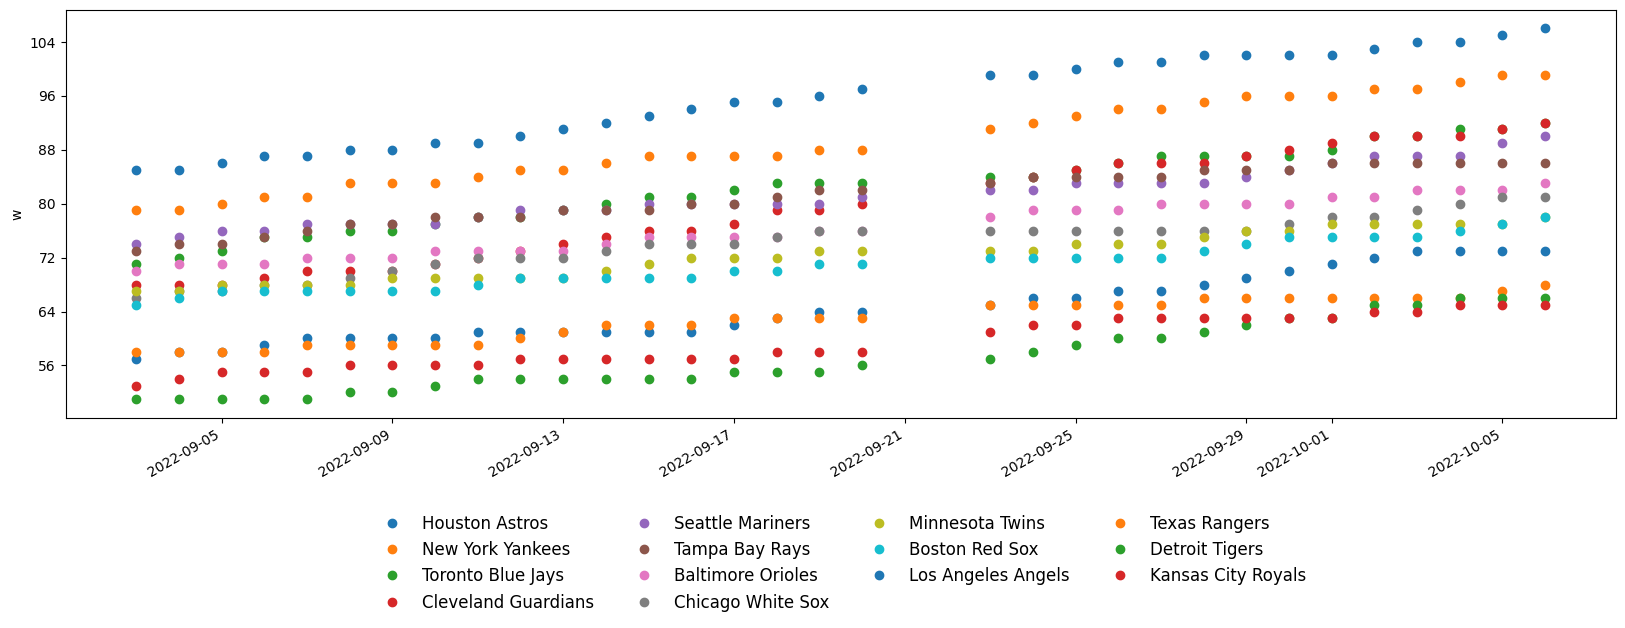 104
96
88
80
72
64
56
w
2022-09-05
2022-09-09
2022-09-13
2022-09-17
2022-09-21
2022-09-25
2022-09-29
2022-10-01
2022-10-05
Houston Astros
New York Yankees
Toronto Blue Jays
Cleveland Guardians
Seattle Mariners
Tampa Bay Rays
Baltimore Orioles
Chicago White Sox
Minnesota Twins
Boston Red Sox
Los Angeles Angels
Texas Rangers
Detroit Tigers
Kansas City Royals